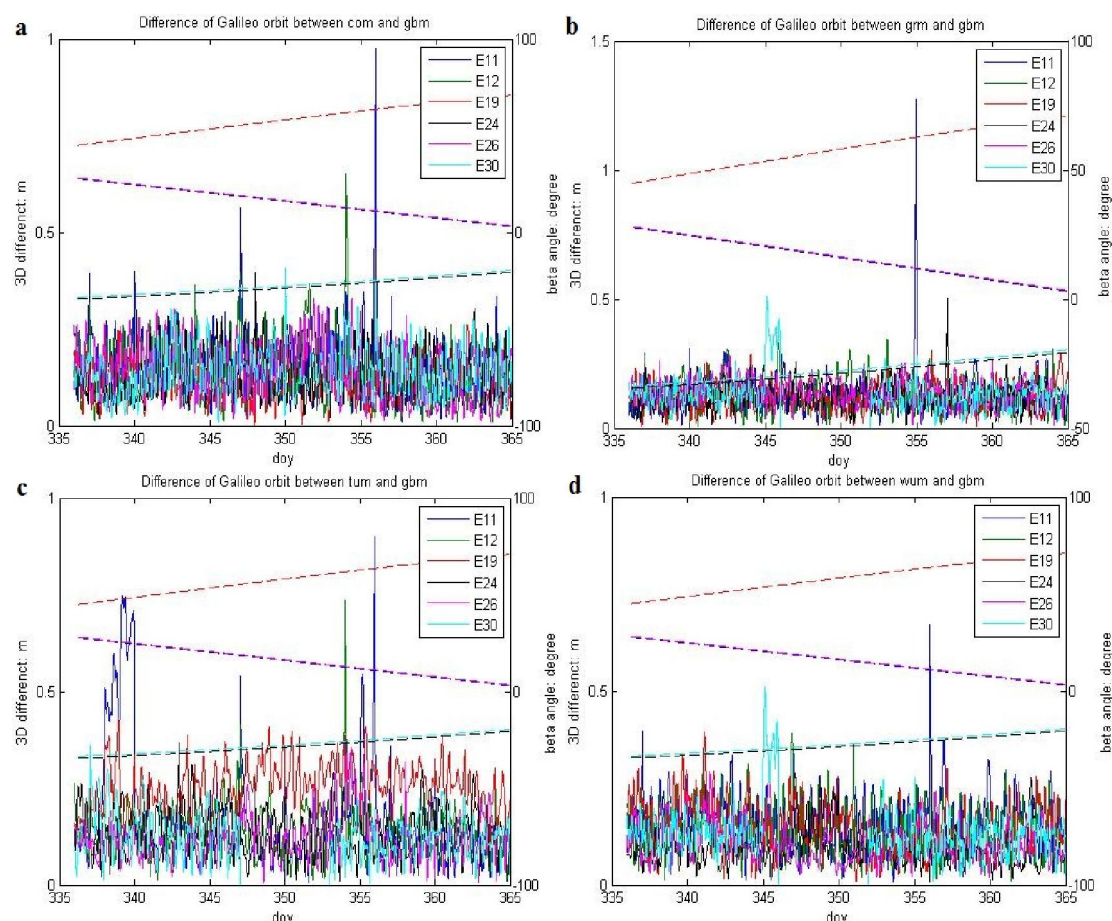 a
Difference of Galileo orbit between com and gbm
1
0.5
0
100
0
-100
335
340
345
350
355
360
365
3D differenct: m
beta angle: degree
doy
E11
E12
E19
E24
E26
E30
b
Difference of Galileo orbit between grm and gbm
1.5
1
0.5
0
100
50
0
-50
335
340
345
350
355
360
365
3D differenct: m
beta angle: degree
doy
E11
E12
E19
E24
E26
E30
c
Difference of Galileo orbit between tum and gbm
1
0.5
0
100
0
-100
335
340
345
350
355
360
365
3D differenct: m
beta angle: degree
doy
E11
E12
E19
E24
E26
E30
d
Difference of Galileo orbit between wum and gbm
1
0.5
0
100
0
-100
335
340
345
350
355
360
365
3D differenct: m
beta angle: degree
doy
E11
E12
E19
E24
E26
E30